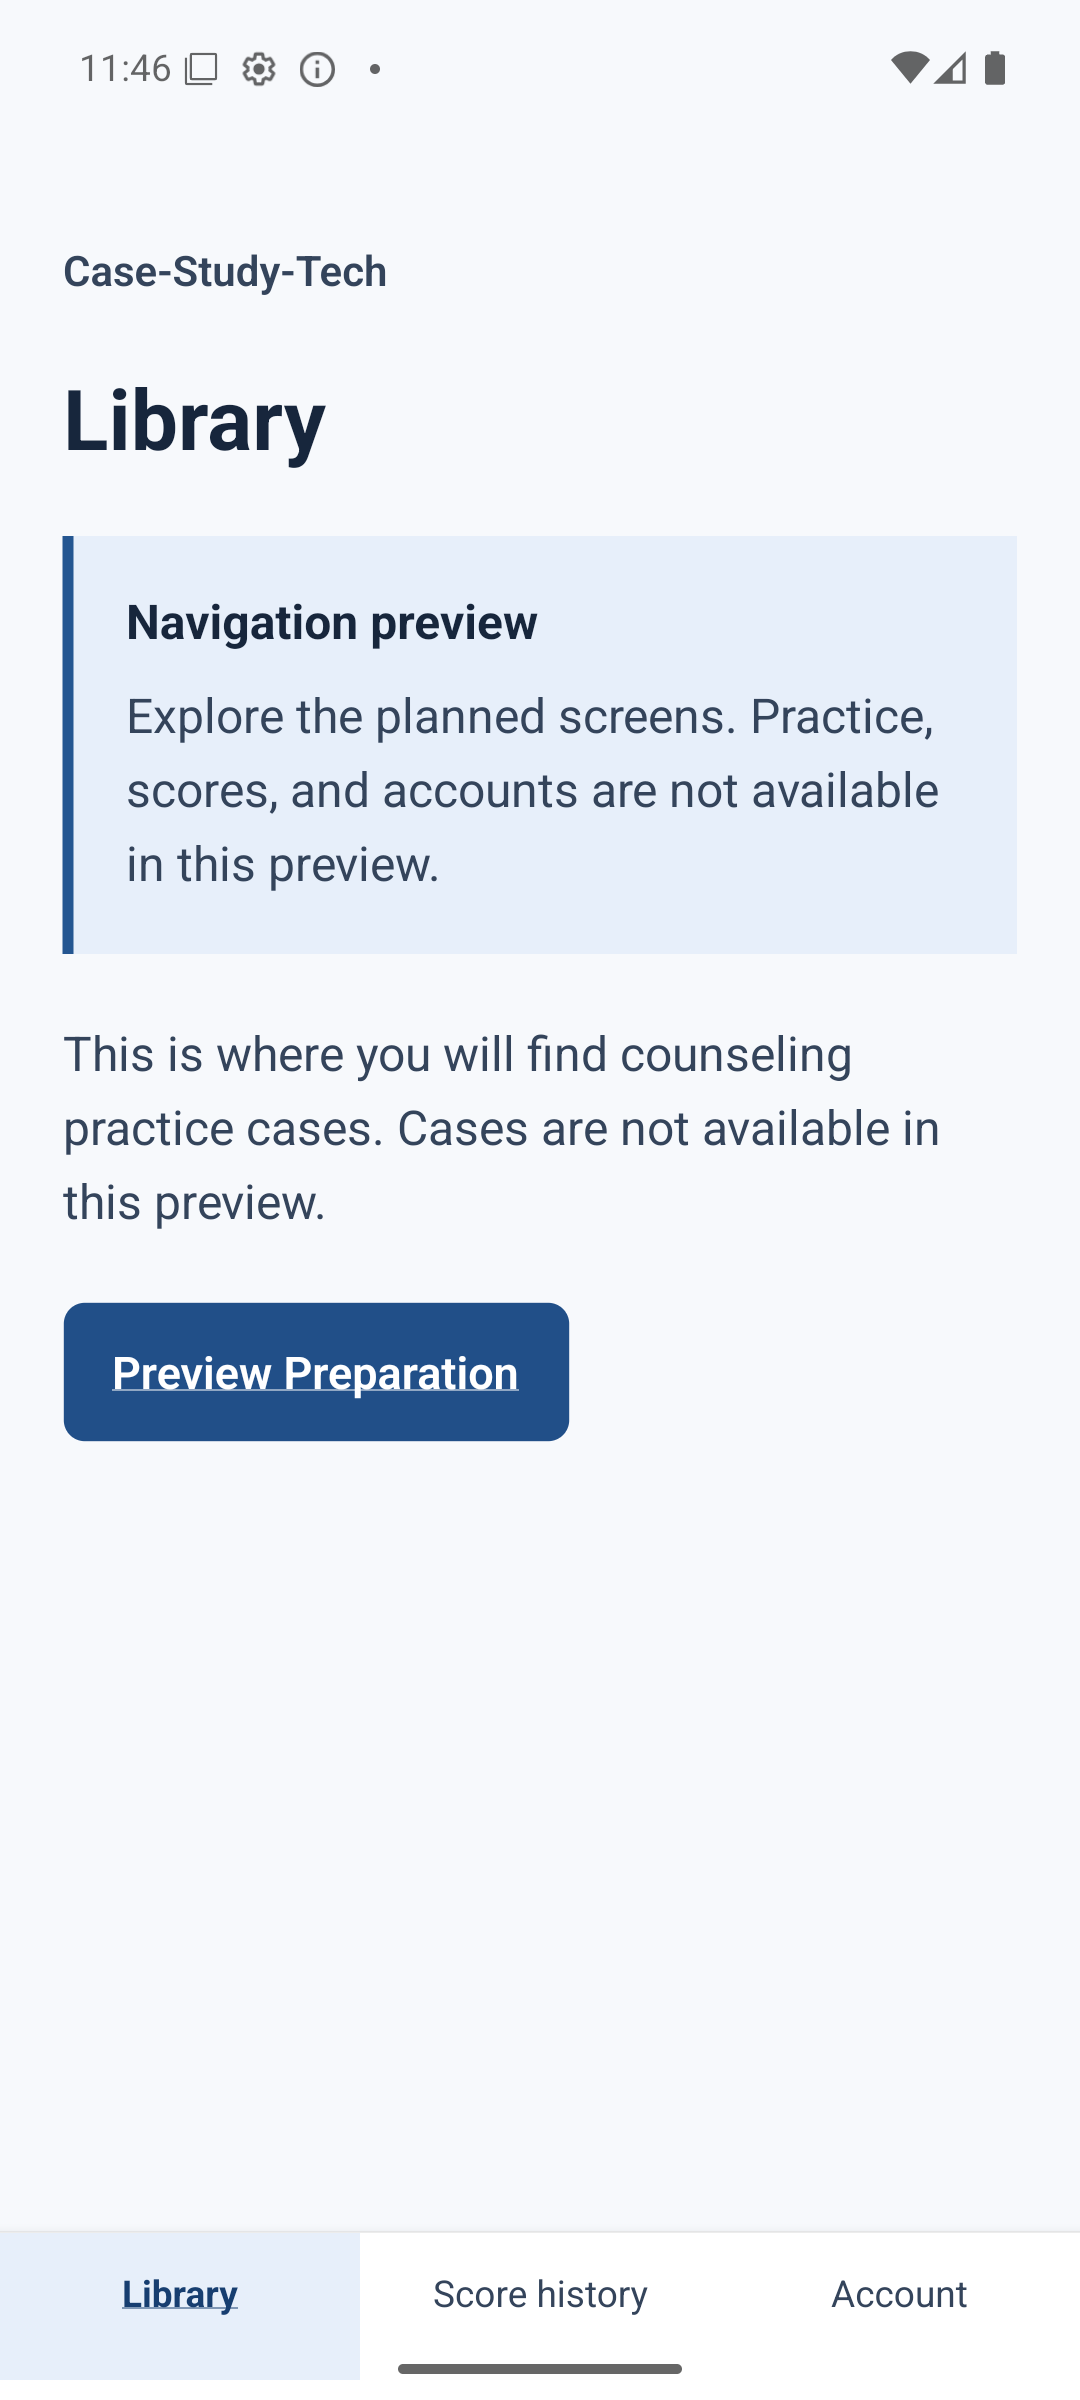 11:46
Case-Study-Tech
Library
Navigation preview
Explore the planned screens. Practice,
scores, and accounts are not available
in this preview.
This is where you will find counseling
practice cases. Cases are not available in
this preview.
Preview Preparation
Library
Score history
Account